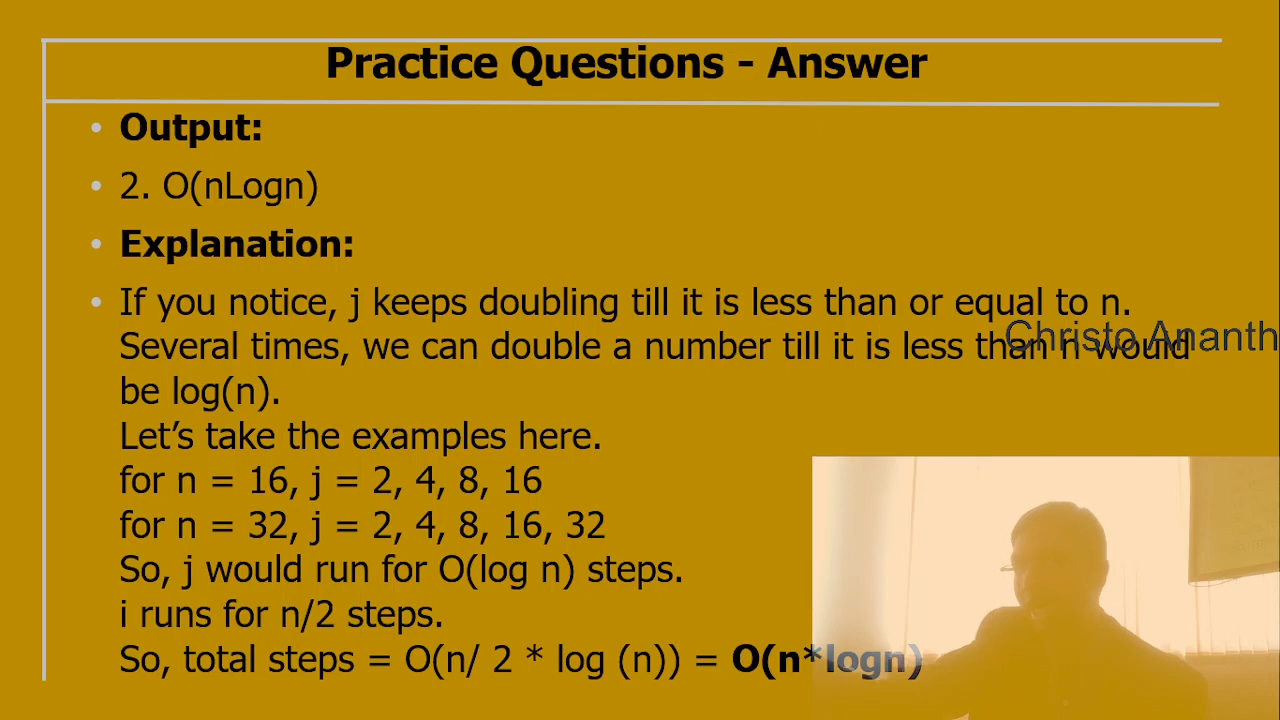 Practice Questions - Answer
• Output:
• 2. O(nLogn)
• Explanation:
• If you notice, j keeps doubling till it is less than or equal to n.
Several times, we can double a number till it is less than n would
be log(n).
Christo Ananth
Let’s take the examples here.
for n = 16, j = 2, 4, 8, 16
for n = 32, j = 2, 4, 8, 16, 32
So, j would run for O(log n) steps.
i runs for n/2 steps.
So, total steps = O(n/ 2 * log (n)) = O(n*logn)